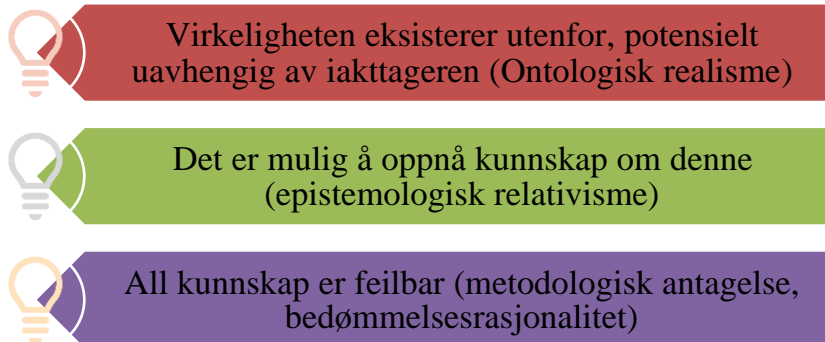 Virkeligheten eksisterer utenfor, potensielt
uavhengig av iakttageren (Ontologisk realisme)
Det er mulig å oppnå kunnskap om denne
(epistemologisk relativisme)
All kunnskap er feilbar (metodologisk antagelse,
bedømmelsesrasjonalitet)